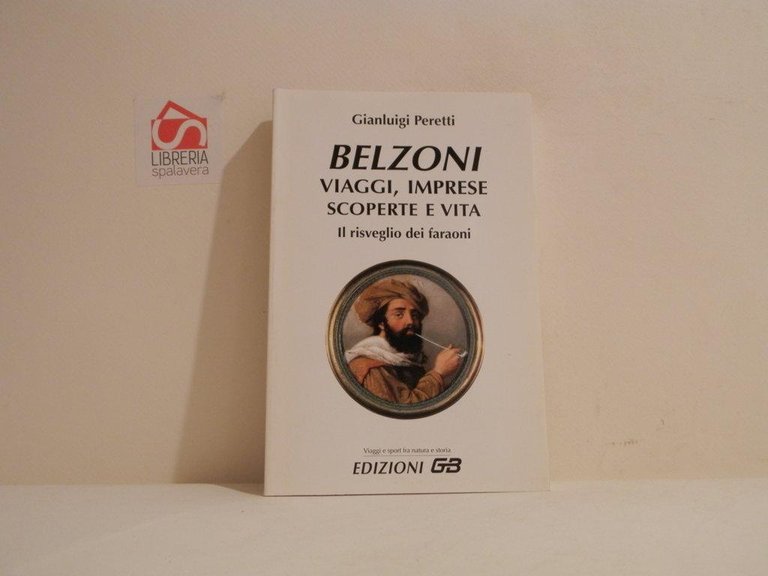 LIBRERIA
spalavera
Gianluigi Peretti
BELZONI
VIAGGI, IMPRESE
SCOPERTE E VITA
Il risveglio dei faraoni
Viaggi e sport fra natura e storia
EDIZIONI GB